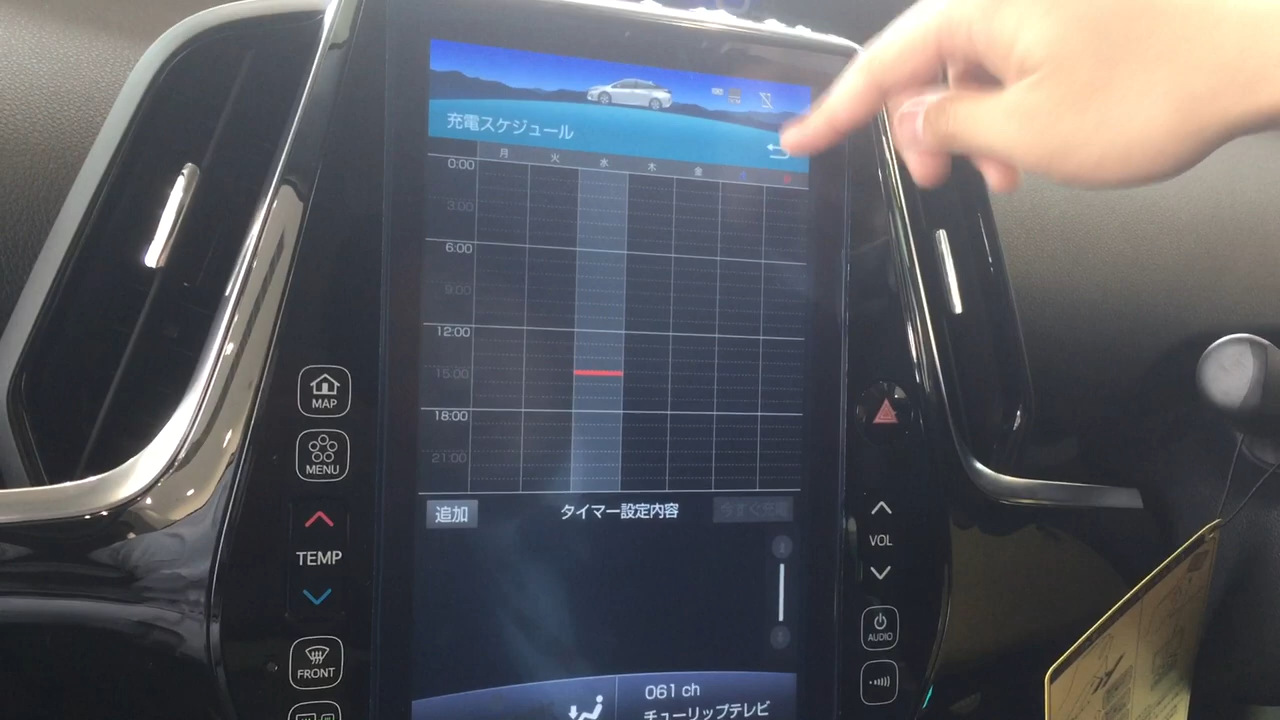 充電スケジュール
月 火 水 木 金 土 日
0:00
3:00
6:00
9:00
12:00
15:00
18:00
21:00
追加 タイマー設定内容 今すぐ充電
MAP
MENU
TEMP
FRONT
VOL
AUDIO
061 ch
チューリップテレビ